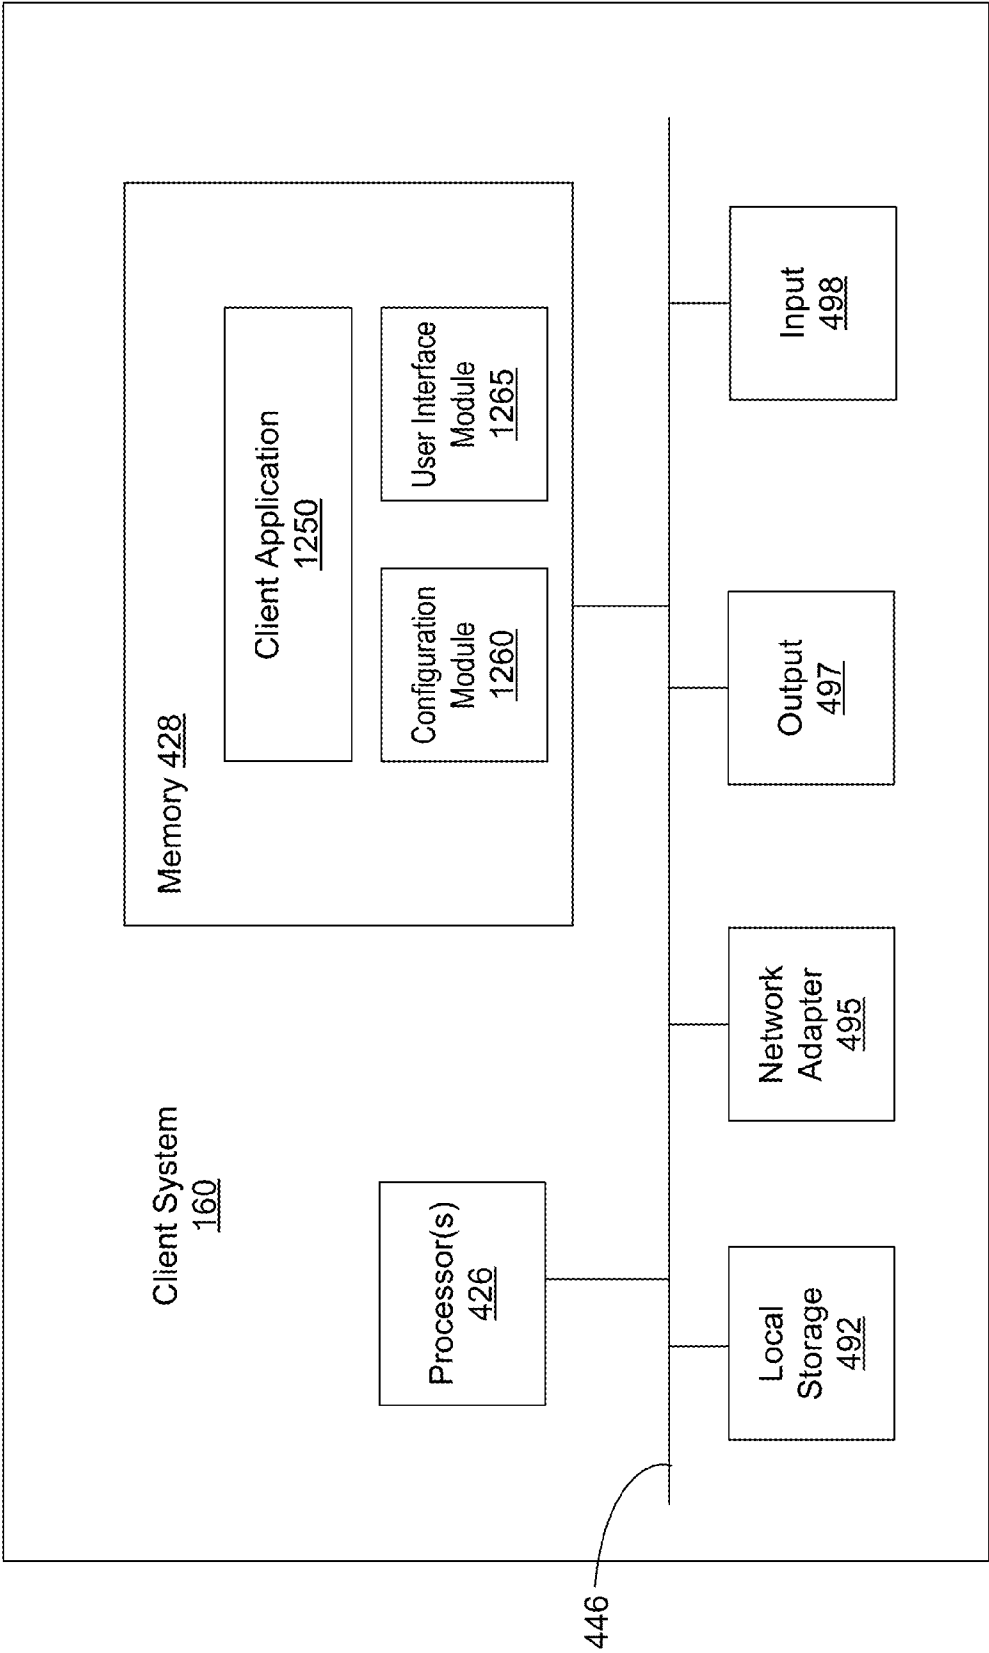 Client System
160
Memory 428
Client Application
1250
Configuration
Module
1260
User Interface
Module
1265
Processor(s)
426
446
Local
Storage
492
Network
Adapter
495
Output
497
Input
498